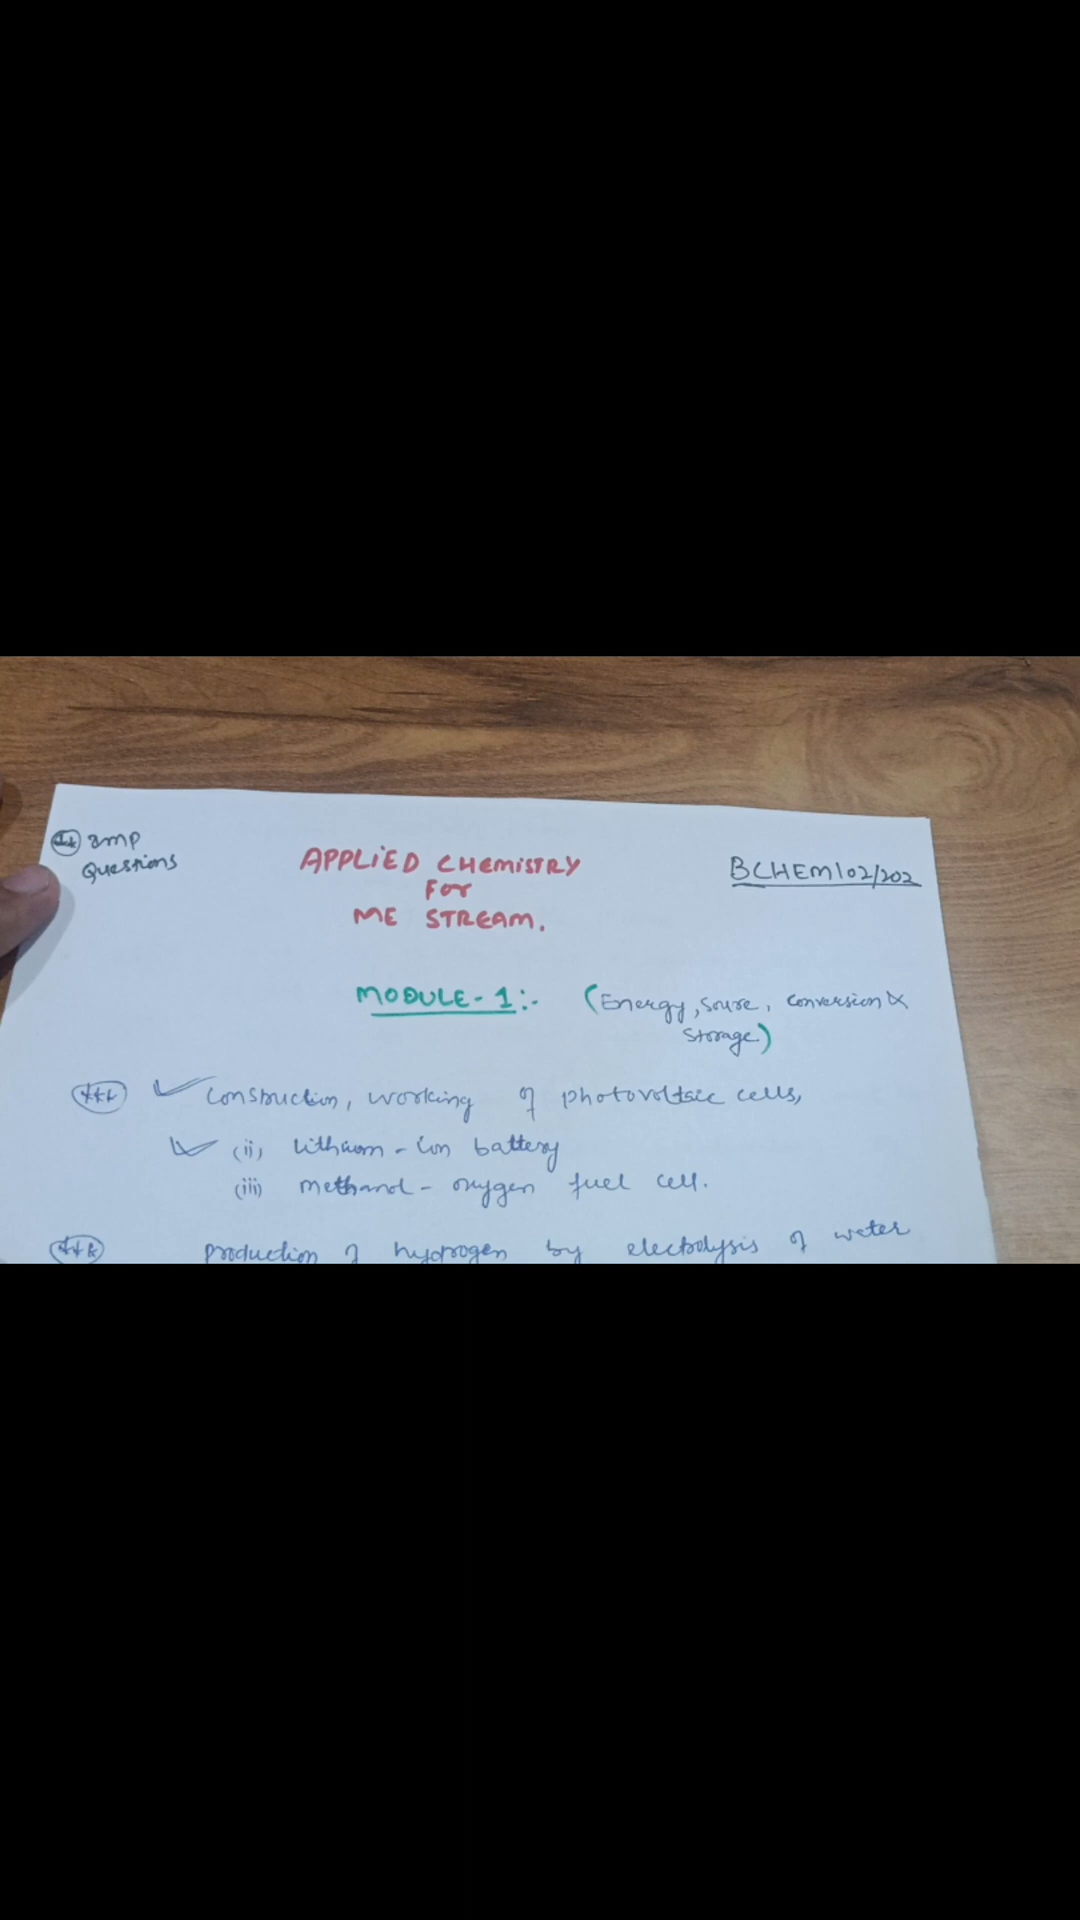 Imp
Questions
APPLIED CHEMISTRY
For
ME STREAM.
BCHEM102/202
MODULE-1:-
(Energy, Sourse, Conversion &
Storage)
*** Construction, working of photovoltaic cells,
(ii) lithium-ion battery
(iii) methanol-oxygen fuel cell.
*** production of hydrogen by electrolysis of water